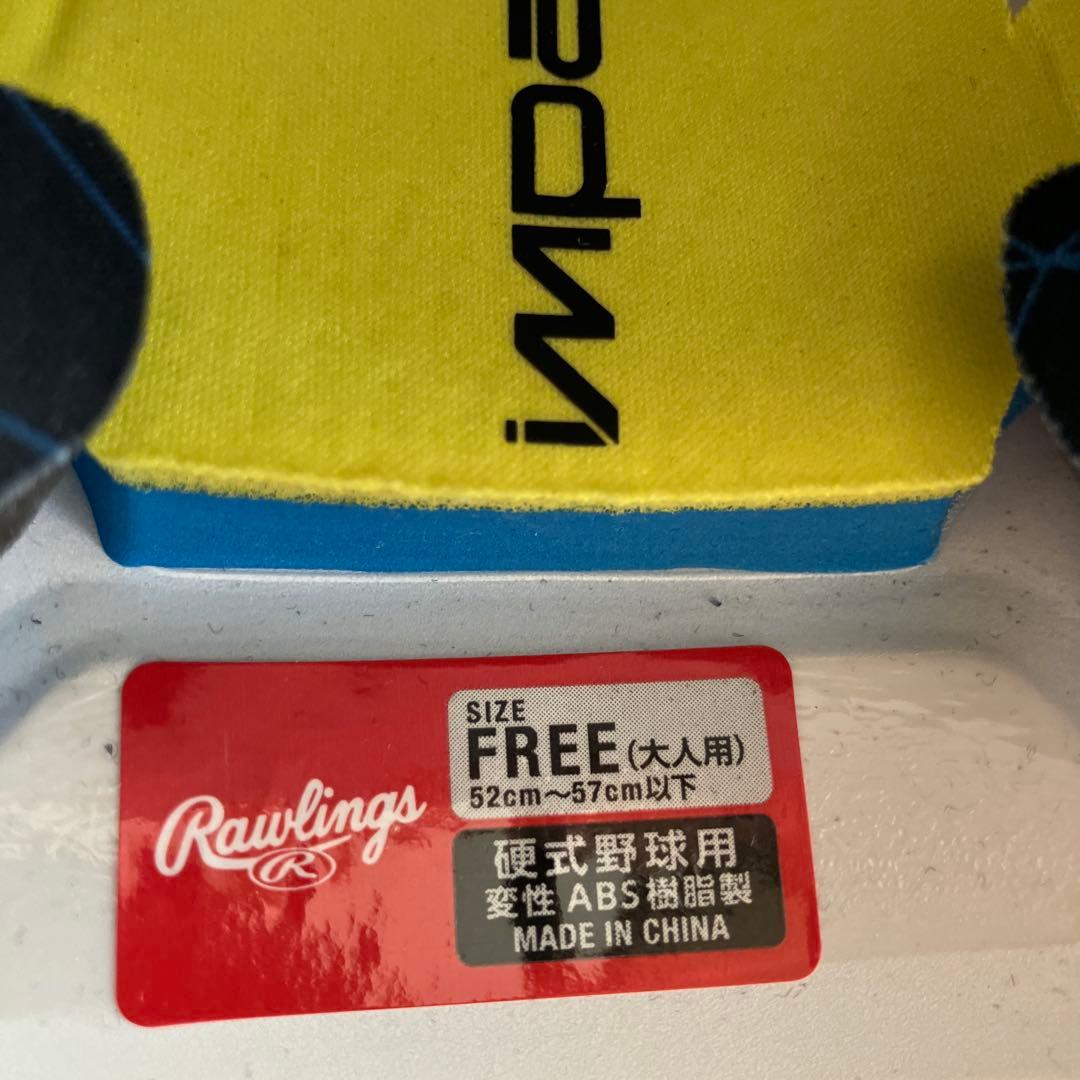 Rawlings
R
SIZE
FREE(大人用)
52cm～57cm以下
硬式野球用
変性ABS樹脂製
MADE IN CHINA